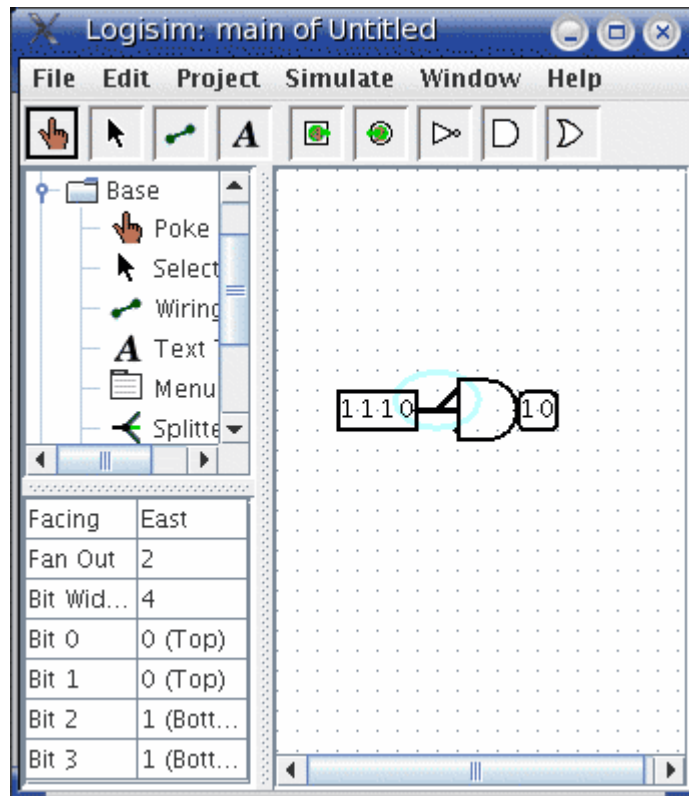 Logisim: main of Untitled
File Edit Project Simulate Window Help
A
Base
Poke
Select
Wiring
A Text T
Menu
Splitte
1110 10
Facing East
Fan Out 2
Bit Wid... 4
Bit 0 0 (Top)
Bit 1 0 (Top)
Bit 2 1 (Bott...
Bit 3 1 (Bott...